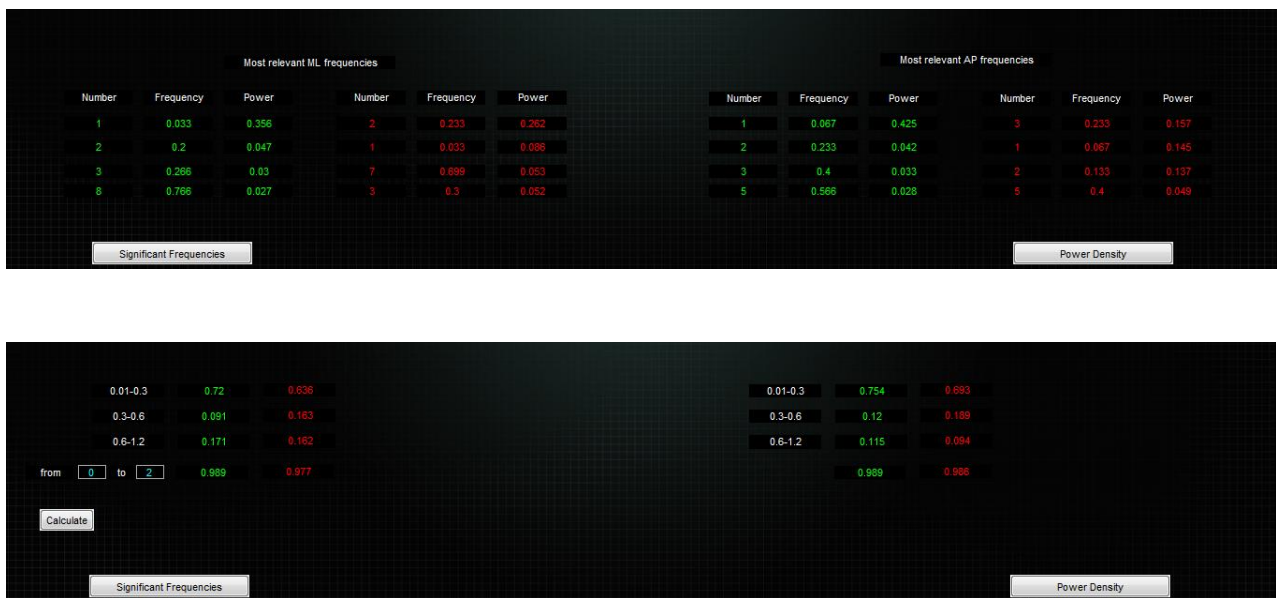 Most relevant ML frequencies Most relevant AP frequencies
Number Frequency Power Number Frequency Power Number Frequency Power Number Frequency Power
1 0.033 0.356 2 0.233 0.262 1 0.067 0.425 3 0.233 0.157
2 0.2 0.047 1 0.033 0.086 2 0.233 0.042 1 0.067 0.145
3 0.266 0.03 7 0.699 0.053 3 0.4 0.033 2 0.133 0.137
8 0.766 0.027 3 0.3 0.052 5 0.566 0.028 5 0.4 0.049
Significant Frequencies Power Density
0.01-0.3 0.72 0.636 0.01-0.3 0.754 0.693
0.3-0.6 0.091 0.163 0.3-0.6 0.12 0.189
0.6-1.2 0.171 0.162 0.6-1.2 0.115 0.094
from 0 to 2 0.989 0.977 0.989 0.986
Calculate
Significant Frequencies Power Density